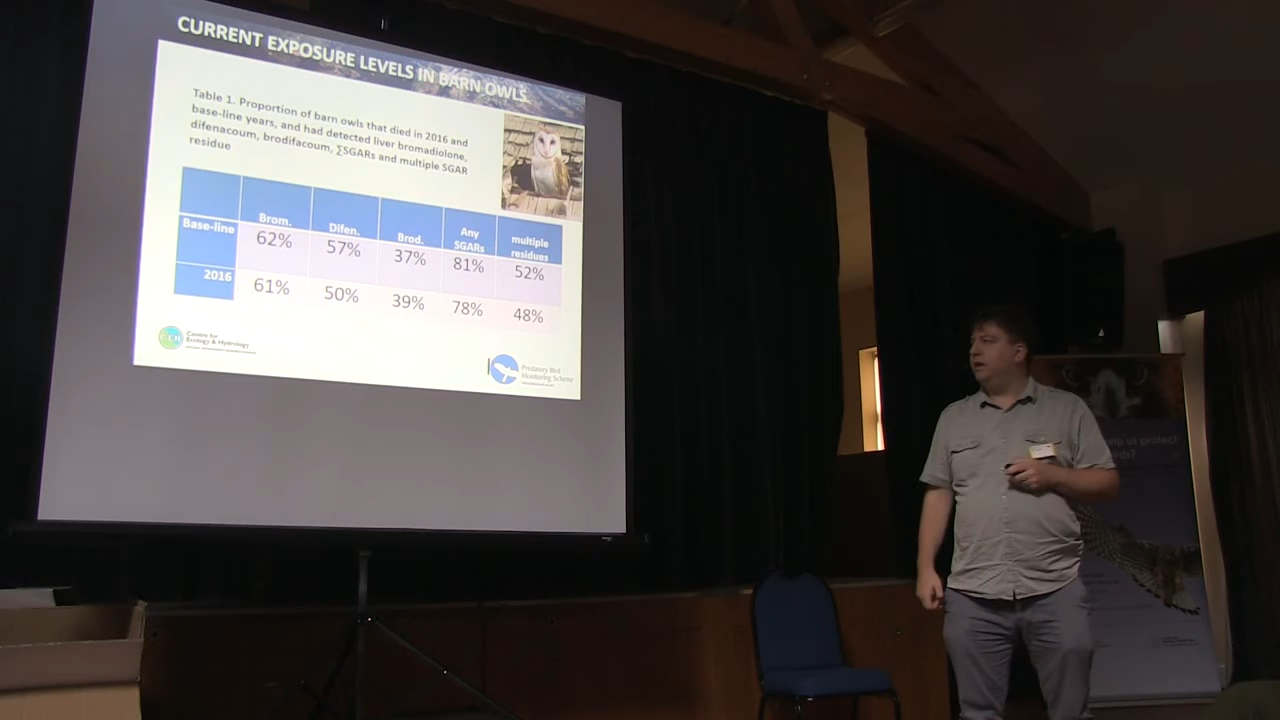 CURRENT EXPOSURE LEVELS IN BARN OWLS
Table 1. Proportion of barn owls that died in 2016 and
base-line years, and had detected liver bromadiolone,
difenacoum, brodifacoum, ∑SGARs and multiple SGAR
residue
Brom. Difen. Brod. Any SGARs multiple residues
Base-line 62% 57% 37% 81% 52%
2016 61% 50% 39% 78% 48%
Centre for
Ecology & Hydrology
Predatory Bird
Monitoring Scheme
help us protect